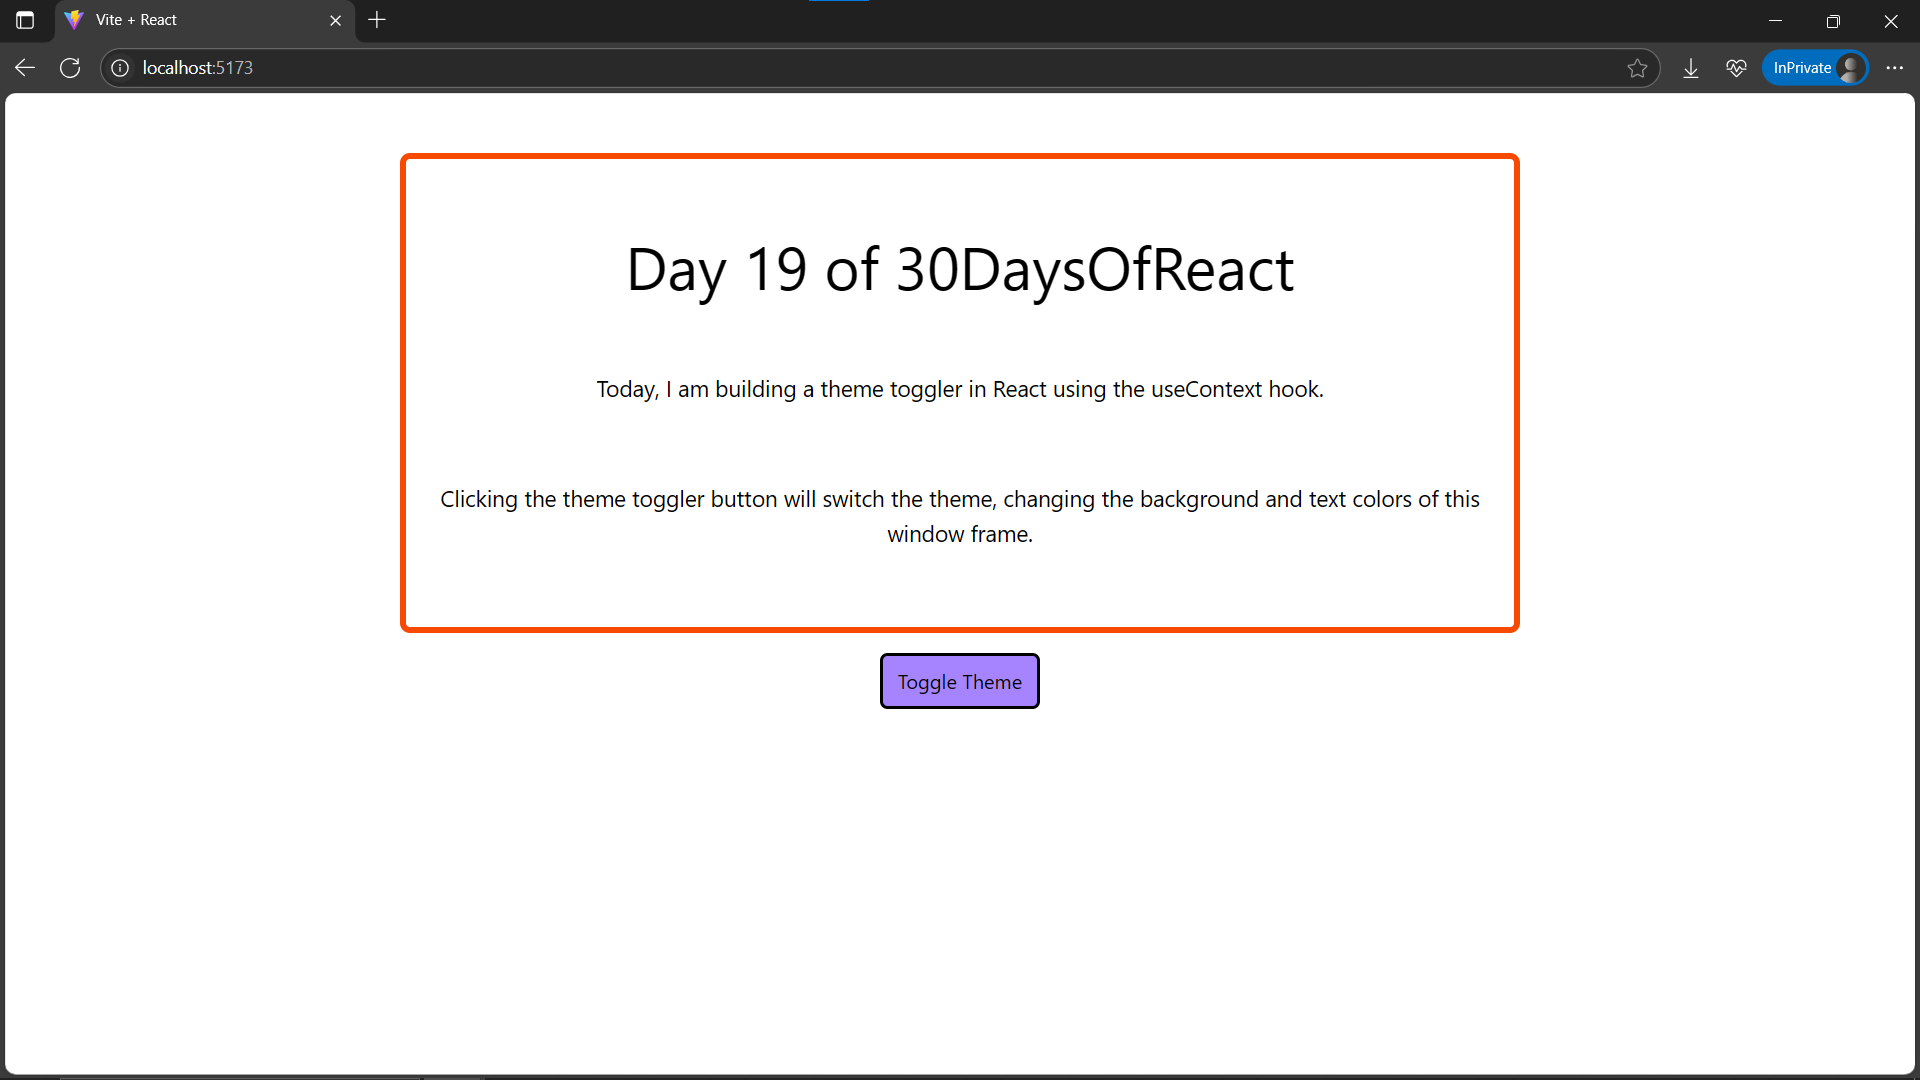 Vite + React
localhost:5173
InPrivate
Day 19 of 30DaysOfReact
Today, I am building a theme toggler in React using the useContext hook.
Clicking the theme toggler button will switch the theme, changing the background and text colors of this
window frame.
Toggle Theme